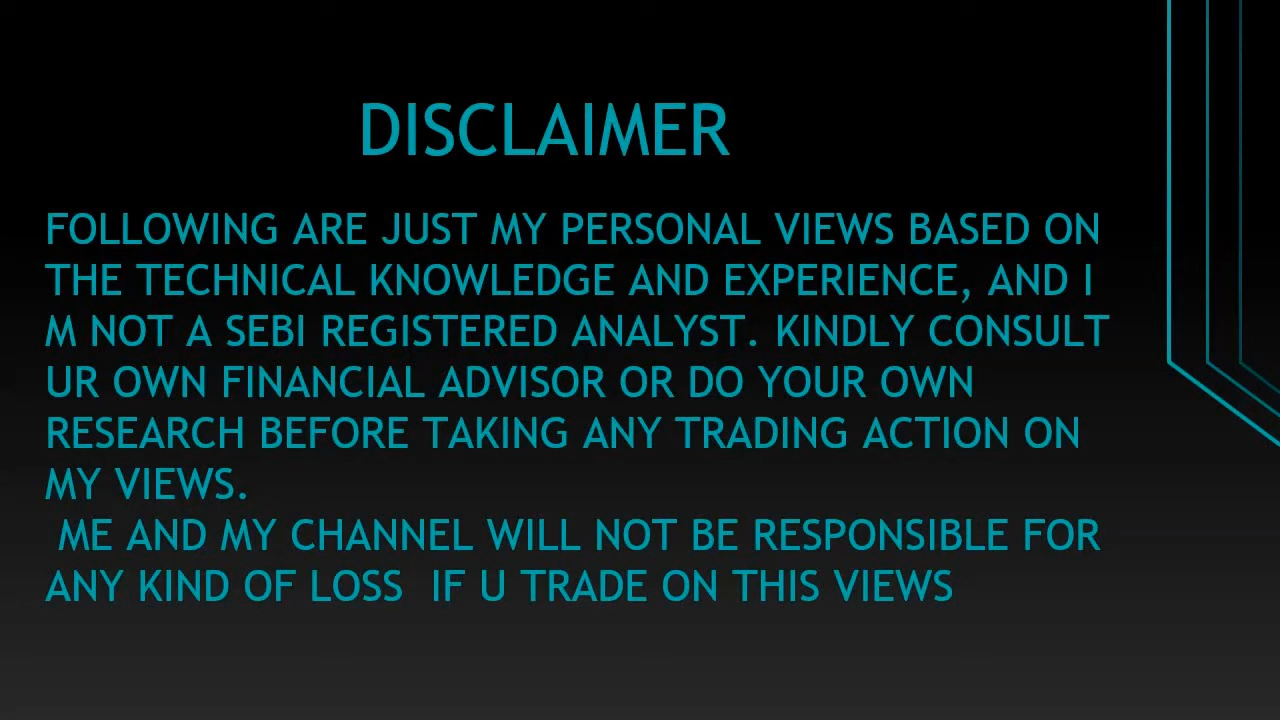 DISCLAIMER
FOLLOWING ARE JUST MY PERSONAL VIEWS BASED ON
THE TECHNICAL KNOWLEDGE AND EXPERIENCE, AND I
M NOT A SEBI REGISTERED ANALYST. KINDLY CONSULT
UR OWN FINANCIAL ADVISOR OR DO YOUR OWN
RESEARCH BEFORE TAKING ANY TRADING ACTION ON
MY VIEWS.
ME AND MY CHANNEL WILL NOT BE RESPONSIBLE FOR
ANY KIND OF LOSS  IF U TRADE ON THIS VIEWS